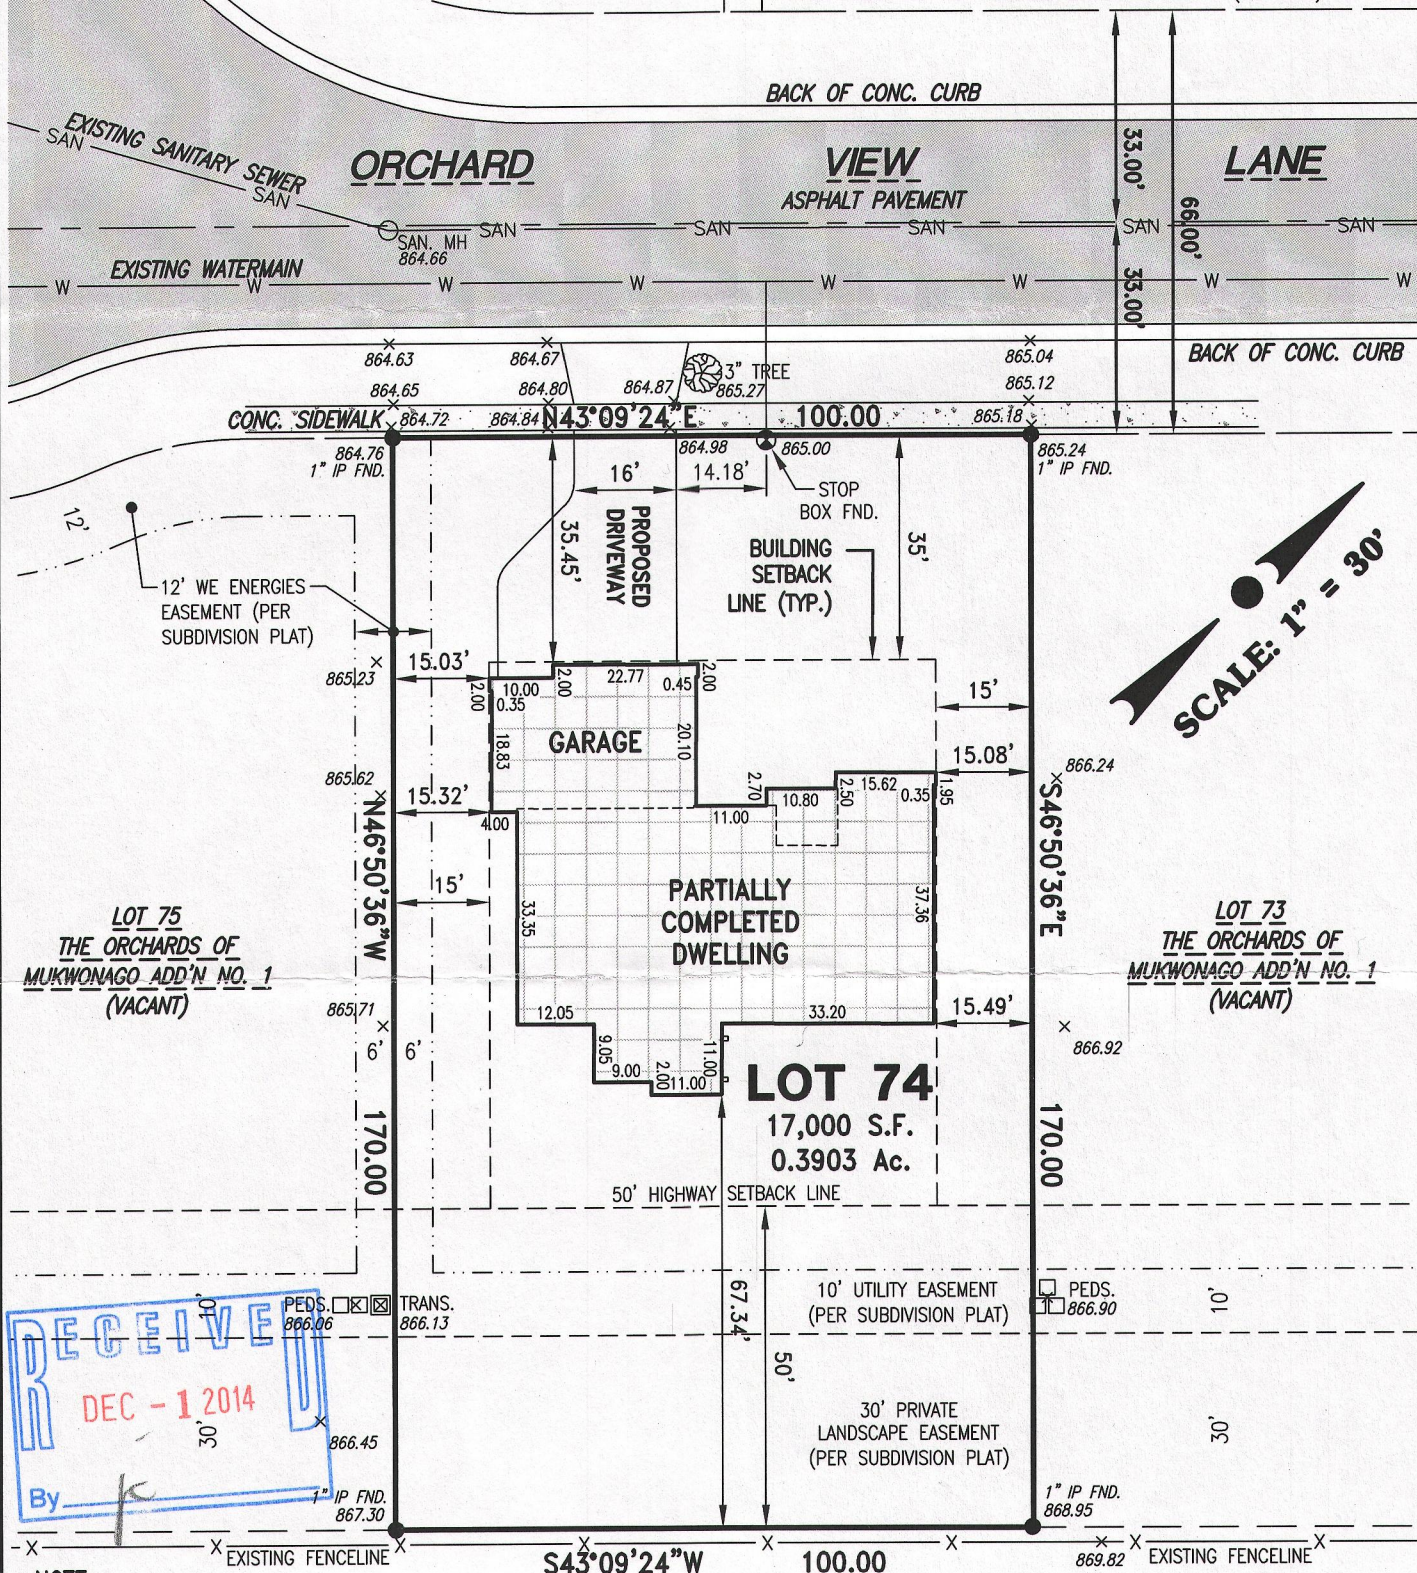 BACK OF CONC. CURB
33.00'
66.00'
EXISTING SANITARY SEWER
SAN
SAN
ORCHARD VIEW LANE
ASPHALT PAVEMENT
SAN SAN SAN SAN SAN
SAN. MH
864.66
EXISTING WATERMAIN
W W W W W W W W
33.00'
BACK OF CONC. CURB
864.63
864.67
865.04
3" TREE
864.65
864.80
864.87
865.27
865.12
CONC. SIDEWALK
864.72
864.84
N43°09'24"E 100.00
865.18
864.76
1" IP FND.
864.98
865.00
865.24
1" IP FND.
16'
14.18'
STOP
BOX FND.
12'
35.45'
PROPOSED
DRIVEWAY
BUILDING
SETBACK
LINE (TYP.)
35'
SCALE: 1" = 30'
12' WE ENERGIES
EASEMENT (PER
SUBDIVISION PLAT)
865.23
15.03'
2.00
10.00
0.35
2.00
22.77
0.45
2.00
15'
GARAGE
18.83
20.10
15.08'
866.24
865.62
15.32'
4.00
11.00
2.70
10.80
2.50
15.62
0.35
1.95
N46°50'36"W
S46°50'36"E
15'
33.35
PARTIALLY
COMPLETED
DWELLING
37.36
LOT 75
THE ORCHARDS OF
MUKWONAGO ADD'N NO. 1
(VACANT)
LOT 73
THE ORCHARDS OF
MUKWONAGO ADD'N NO. 1
(VACANT)
865.71
12.05
33.20
15.49'
866.92
6' 6'
9.05
9.00
2.00
11.00
11.00
LOT 74
17,000 S.F.
0.3903 Ac.
170.00
170.00
50' HIGHWAY SETBACK LINE
10'
PEDS.
866.06
TRANS.
866.13
67.34'
50'
10' UTILITY EASEMENT
(PER SUBDIVISION PLAT)
PEDS.
866.90
10'
RECEIVED
DEC - 1 2014
By
30'
866.45
30' PRIVATE
LANDSCAPE EASEMENT
(PER SUBDIVISION PLAT)
30'
1" IP FND.
867.30
1" IP FND.
868.95
X X X X X X X X
EXISTING FENCELINE
S43°09'24"W 100.00
869.82
EXISTING FENCELINE